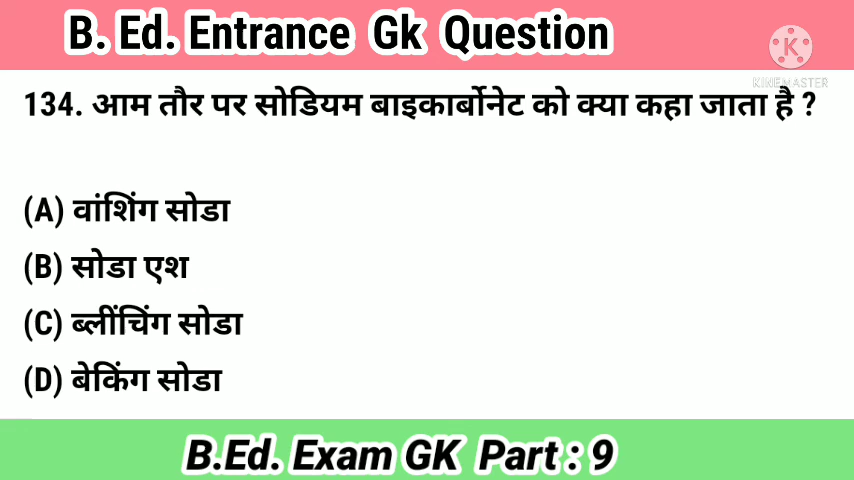 B. Ed. Entrance Gk Question
K
KINEMASTER
134. आम तौर पर सोडियम बाइकार्बोनेट को क्या कहा जाता है ?
(A) वांशिंग सोडा
(B) सोडा एश
(C) ब्लींचिंग सोडा
(D) बेकिंग सोडा
B.Ed. Exam GK Part : 9